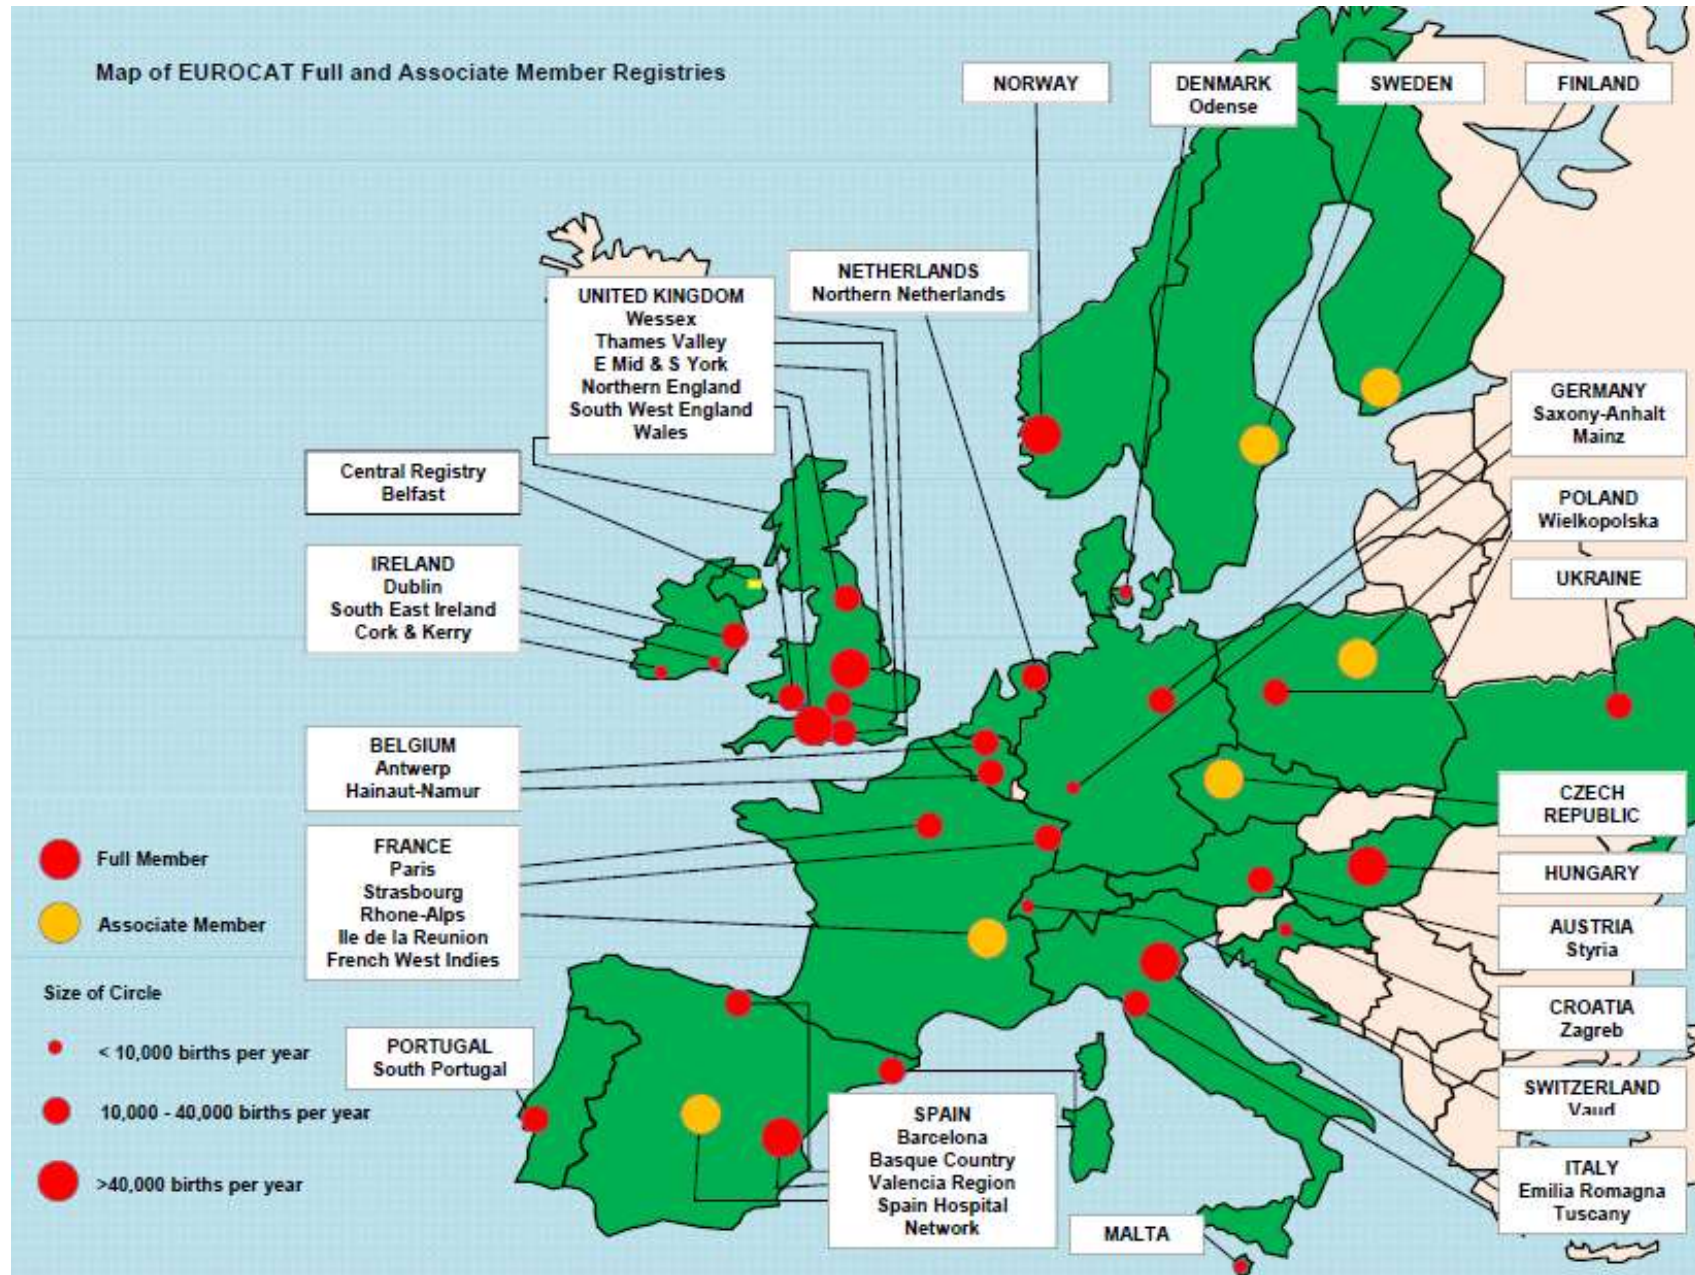 Map of EUROCAT Full and Associate Member Registries
NORWAY
DENMARK
Odense
SWEDEN
FINLAND
NETHERLANDS
Northern Netherlands
UNITED KINGDOM
Wessex
Thames Valley
E Mid & S York
Northern England
South West England
Wales
GERMANY
Saxony-Anhalt
Mainz
Central Registry
Belfast
POLAND
Wielkopolska
IRELAND
Dublin
South East Ireland
Cork & Kerry
UKRAINE
BELGIUM
Antwerp
Hainaut-Namur
CZECH
REPUBLIC
FRANCE
Paris
Strasbourg
Rhone-Alps
Ile de la Reunion
French West Indies
HUNGARY
AUSTRIA
Styria
Full Member
Associate Member
Size of Circle
< 10,000 births per year
10,000 - 40,000 births per year
>40,000 births per year
PORTUGAL
South Portugal
CROATIA
Zagreb
SWITZERLAND
Vaud
SPAIN
Barcelona
Basque Country
Valencia Region
Spain Hospital
Network
ITALY
Emilia Romagna
Tuscany
MALTA